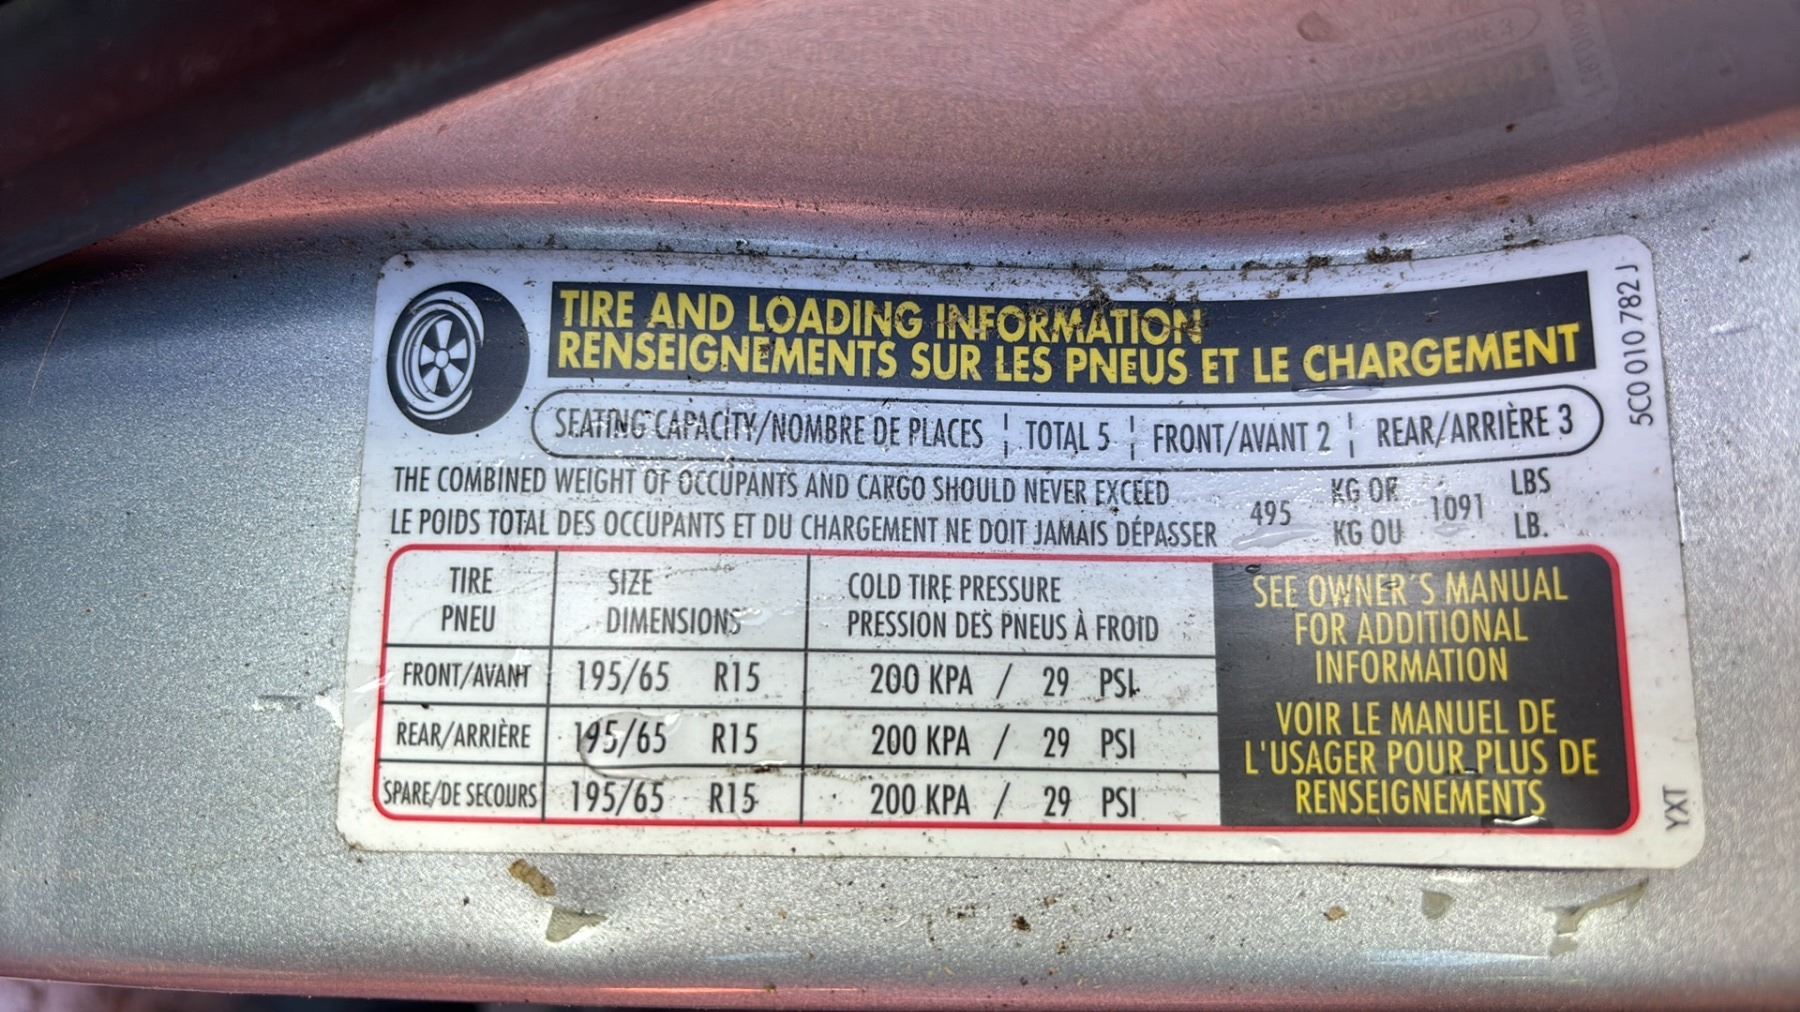 TIRE AND LOADING INFORMATION
RENSEIGNEMENTS SUR LES PNEUS ET LE CHARGEMENT
5C0 010 782 J
SEATING CAPACITY/NOMBRE DE PLACES ¦ TOTAL 5 ¦ FRONT/AVANT 2 ¦ REAR/ARRIÈRE 3
THE COMBINED WEIGHT OF OCCUPANTS AND CARGO SHOULD NEVER EXCEED 495 KG OR 1091 LBS
LE POIDS TOTAL DES OCCUPANTS ET DU CHARGEMENT NE DOIT JAMAIS DÉPASSER KG OU LB.
TIRE SIZE COLD TIRE PRESSURE
PNEU DIMENSIONS PRESSION DES PNEUS À FROID
FRONT/AVANT 195/65 R15 200 KPA / 29 PSI
REAR/ARRIÈRE 195/65 R15 200 KPA / 29 PSI
SPARE/DE SECOURS 195/65 R15 200 KPA / 29 PSI
SEE OWNER´S MANUAL
FOR ADDITIONAL
INFORMATION
VOIR LE MANUEL DE
L'USAGER POUR PLUS DE
RENSEIGNEMENTS
YXT